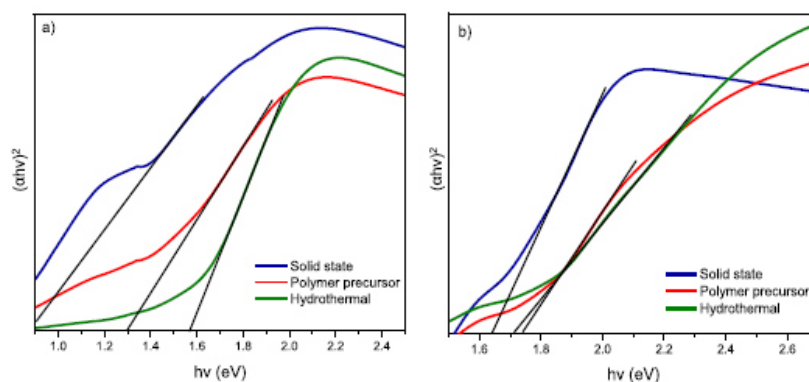 a)
(αhν)²
Solid state
Polymer precursor
Hydrothermal
1.0 1.2 1.4 1.6 1.8 2.0 2.2 2.4
hν (eV)
b)
(αhν)²
Solid state
Polymer precursor
Hydrothermal
1.6 1.8 2.0 2.2 2.4 2.6
hν (eV)